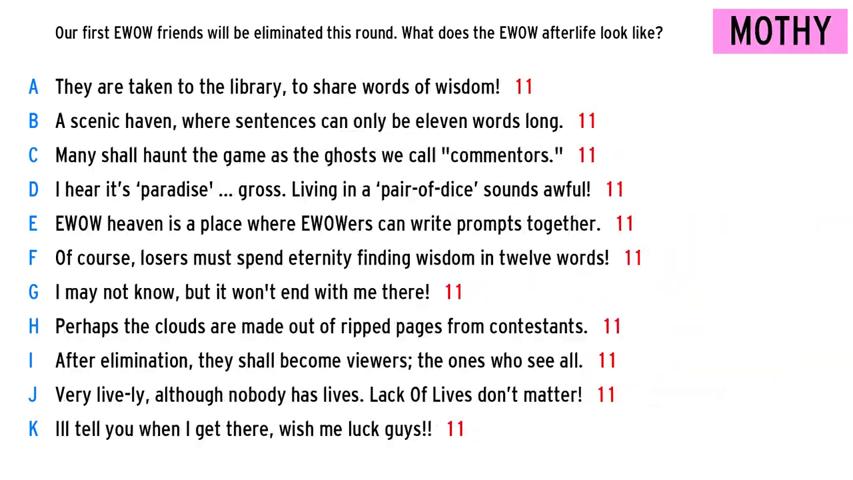 Our first EWOW friends will be eliminated this round. What does the EWOW afterlife look like?
MOTHY
A They are taken to the library, to share words of wisdom! 11
B A scenic haven, where sentences can only be eleven words long. 11
C Many shall haunt the game as the ghosts we call "commentors." 11
D I hear it’s ‘paradise' ... gross. Living in a ‘pair-of-dice’ sounds awful! 11
E EWOW heaven is a place where EWOWers can write prompts together. 11
F Of course, losers must spend eternity finding wisdom in twelve words! 11
G I may not know, but it won't end with me there! 11
H Perhaps the clouds are made out of ripped pages from contestants. 11
I After elimination, they shall become viewers; the ones who see all. 11
J Very live-ly, although nobody has lives. Lack Of Lives don’t matter! 11
K Ill tell you when I get there, wish me luck guys!! 11